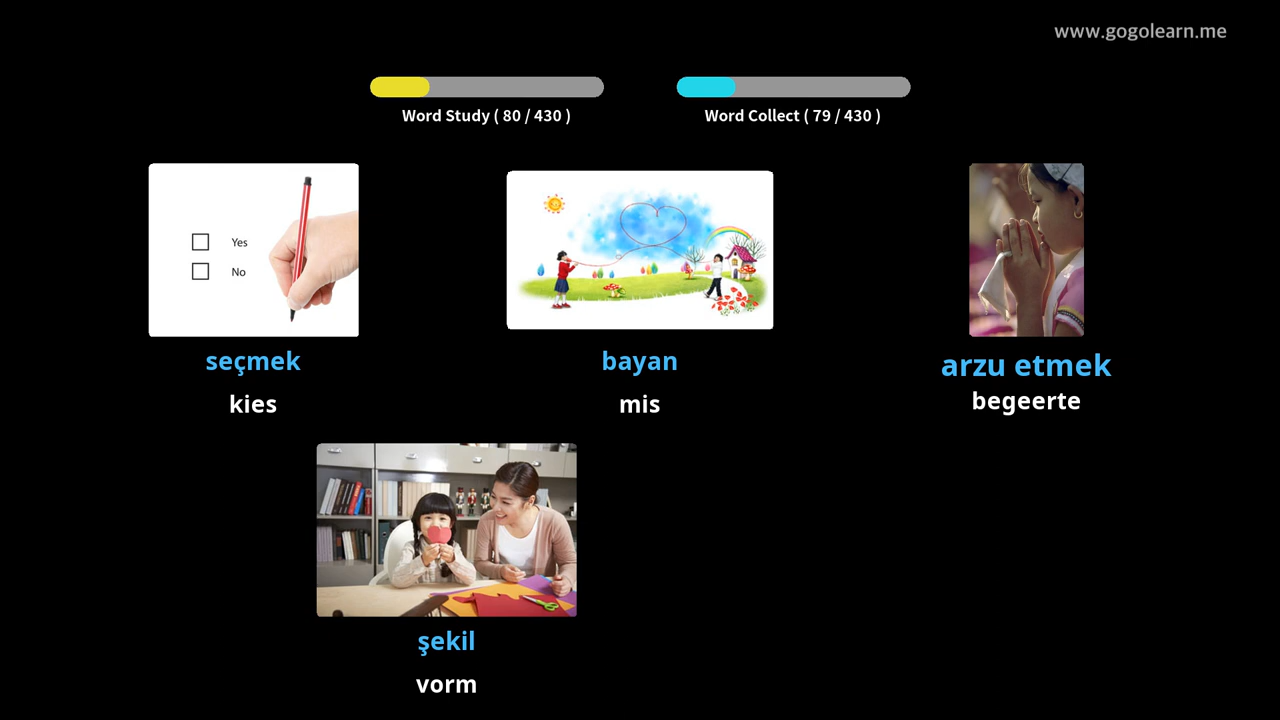 www.gogolearn.me
Word Study ( 80 / 430 )
Word Collect ( 79 / 430 )
Yes
No
seçmek
bayan
arzu etmek
kies
mis
begeerte
şekil
vorm